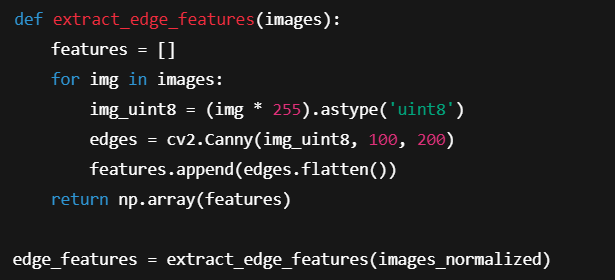 def extract_edge_features(images):
    features = []
    for img in images:
        img_uint8 = (img * 255).astype('uint8')
        edges = cv2.Canny(img_uint8, 100, 200)
        features.append(edges.flatten())
    return np.array(features)

edge_features = extract_edge_features(images_normalized)